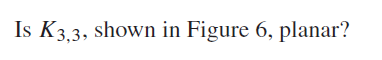 Is K₃,₃, shown in Figure 6, planar?